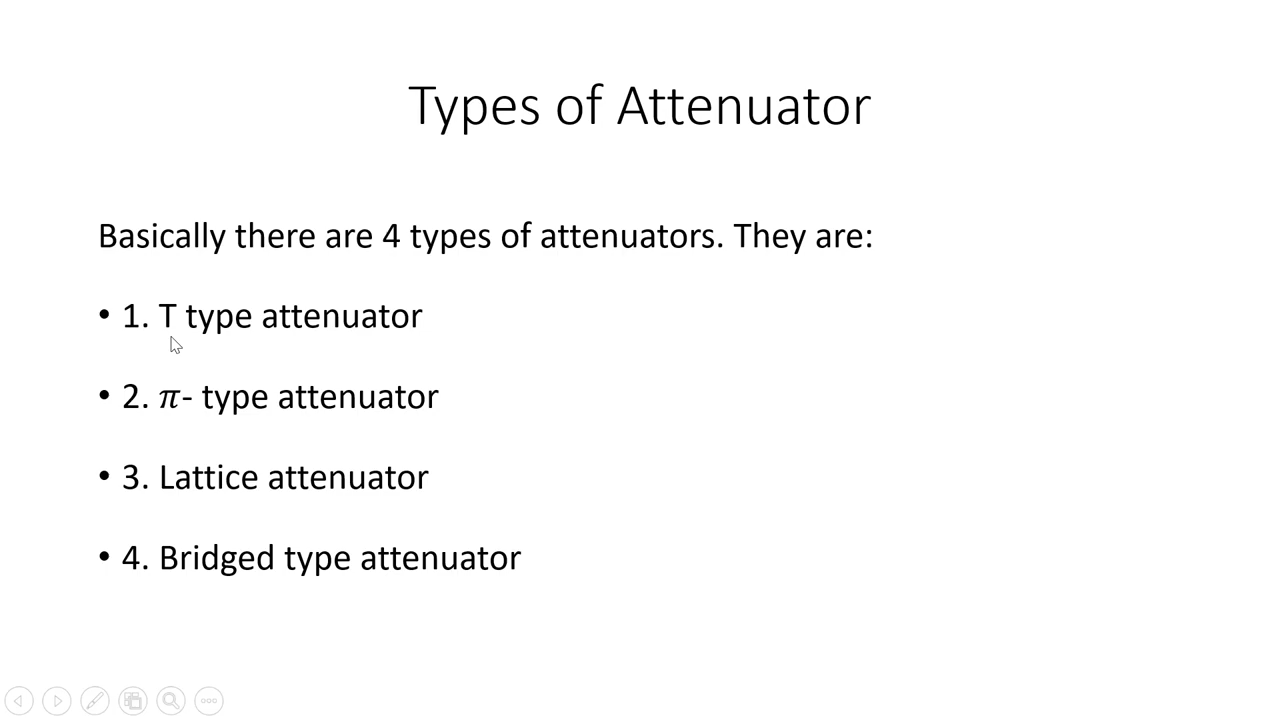 Types of Attenuator
Basically there are 4 types of attenuators. They are:
• 1. T type attenuator
• 2. 𝜋- type attenuator
• 3. Lattice attenuator
• 4. Bridged type attenuator